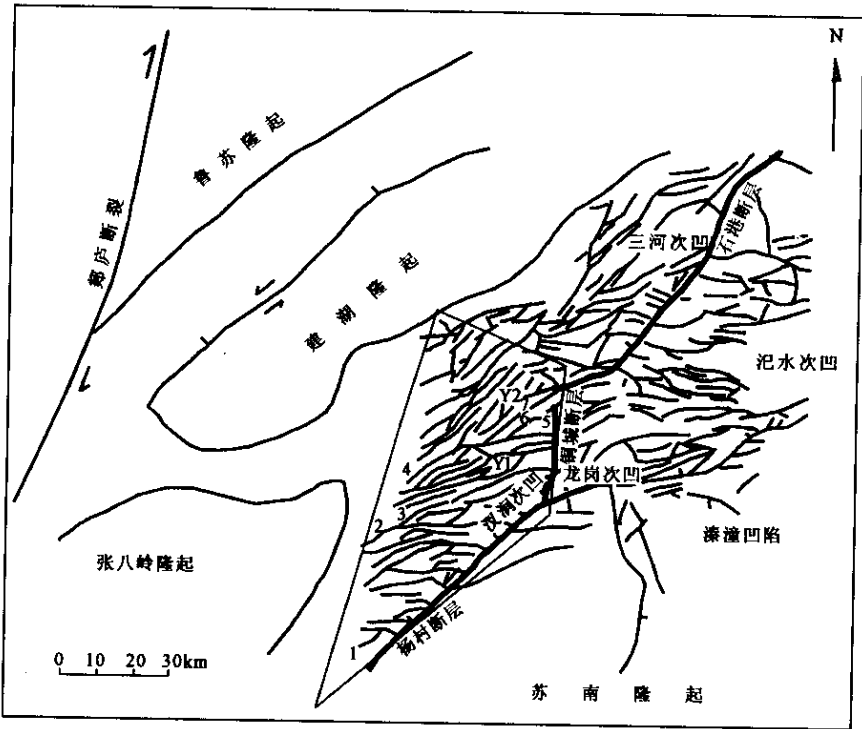 N
鲁苏隆起
郯庐断裂
石港断层
三河次凹
建湖隆起
汜水次凹
Y2
6
5
铜城断层
4
Y1
龙岗次凹
3
汊涧次凹
2
溱潼凹陷
张八岭隆起
杨村断层
1
0 10 20 30km
苏南隆起